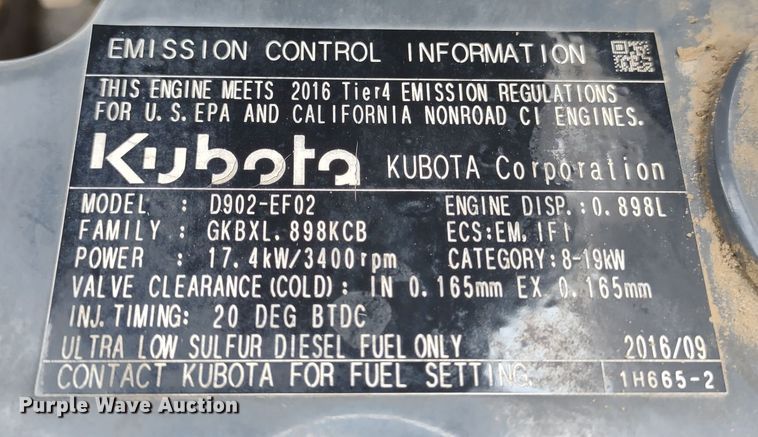 EMISSION CONTROL INFORMATION
THIS ENGINE MEETS 2016 Tier4 EMISSION REGULATIONS
FOR U.S. EPA AND CALIFORNIA NONROAD CI ENGINES.
Kubota KUBOTA Corporation
MODEL : D902-EF02 ENGINE DISP.:0.898L
FAMILY : GKBXL.898KCB ECS:EM, IFI
POWER : 17.4kW/3400rpm CATEGORY:8-19kW
VALVE CLEARANCE(COLD): IN 0.165mm EX 0.165mm
INJ.TIMING: 20 DEG BTDC
ULTRA LOW SULFUR DIESEL FUEL ONLY 2016/09
CONTACT KUBOTA FOR FUEL SETTING. 1H665-2
Purple Wave Auction